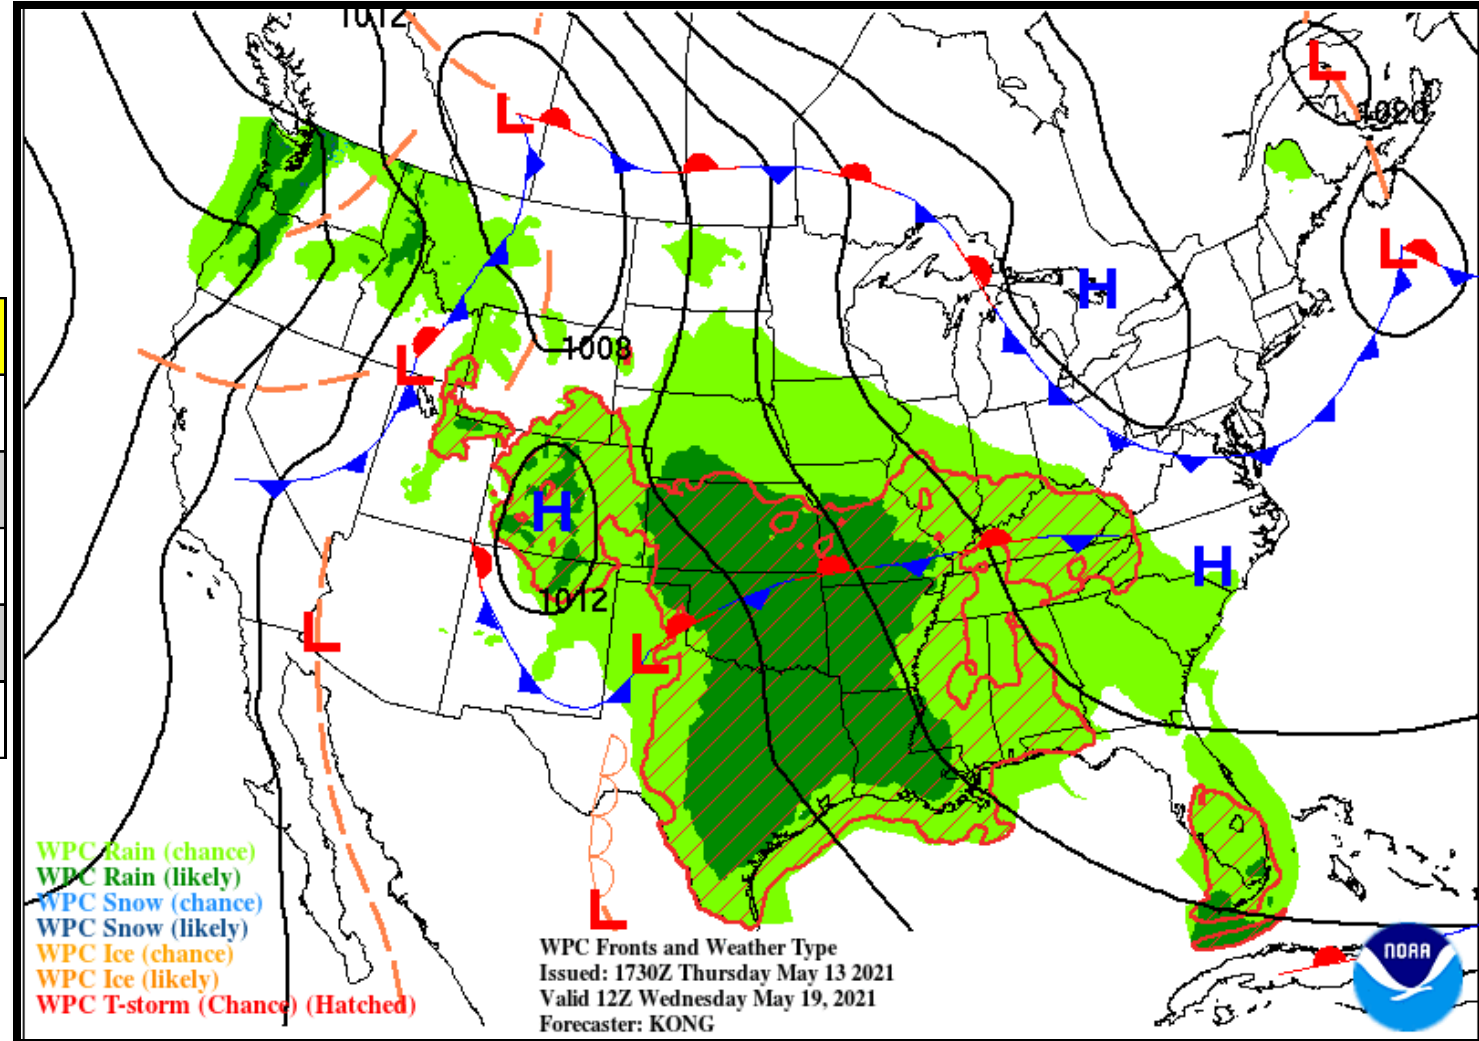 1012
L
L
1020
L
H
1008
L
H
H
1012
L
L
WPC Rain (chance)
WPC Rain (likely)
WPC Snow (chance)
WPC Snow (likely)
WPC Ice (chance)
WPC Ice (likely)
WPC T-storm (Chance) (Hatched)
L
WPC Fronts and Weather Type
Issued: 1730Z Thursday May 13 2021
Valid 12Z Wednesday May 19, 2021
Forecaster: KONG
NOAA